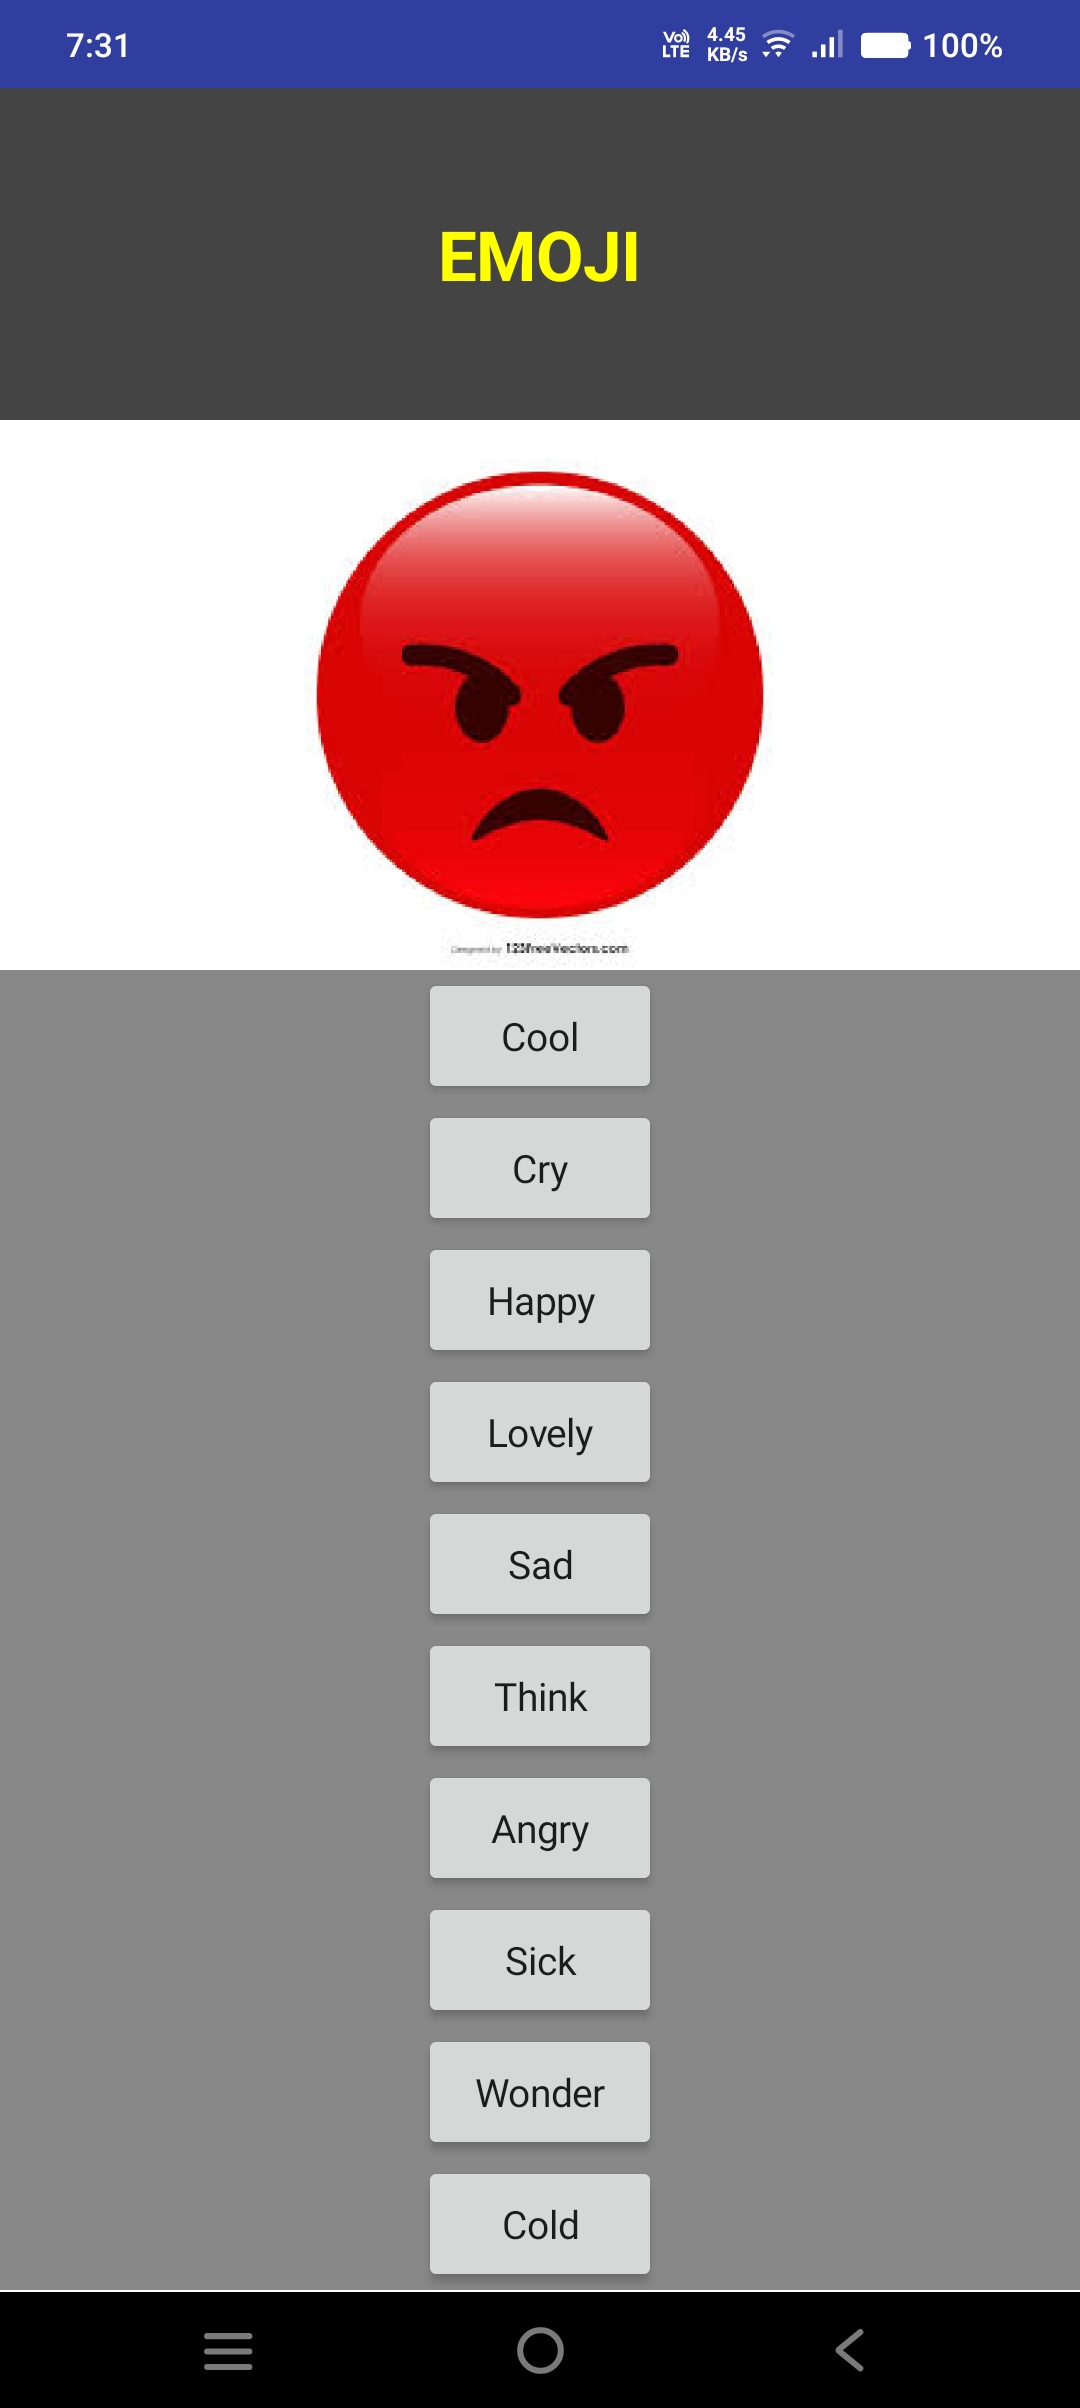 7:31
Vo) LTE 4.45 KB/s 100%
EMOJI
Designed by 123freeVectors.com
Cool
Cry
Happy
Lovely
Sad
Think
Angry
Sick
Wonder
Cold